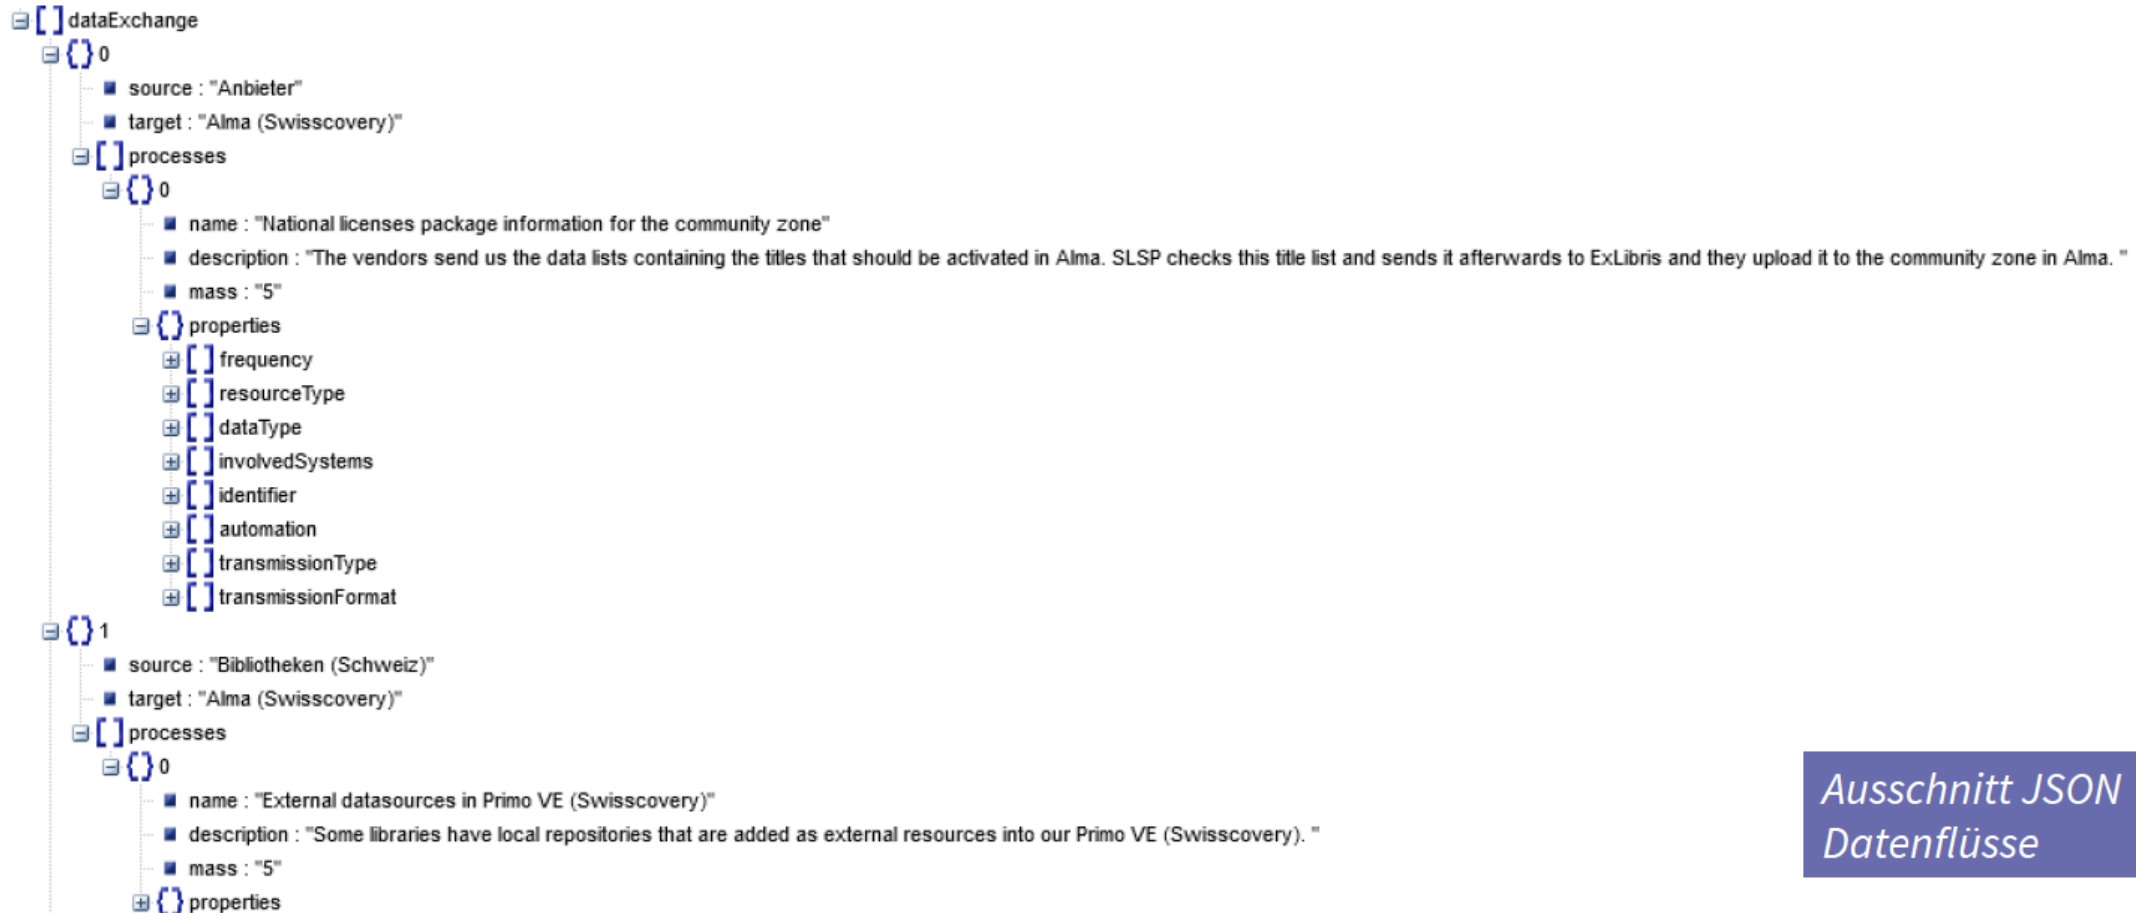 [ ] dataExchange
{} 0
source : "Anbieter"
target : "Alma (Swisscovery)"
[ ] processes
{} 0
name : "National licenses package information for the community zone"
description : "The vendors send us the data lists containing the titles that should be activated in Alma. SLSP checks this title list and sends it afterwards to ExLibris and they upload it to the community zone in Alma. "
mass : "5"
{} properties
[ ] frequency
[ ] resourceType
[ ] dataType
[ ] involvedSystems
[ ] identifier
[ ] automation
[ ] transmissionType
[ ] transmissionFormat
{} 1
source : "Bibliotheken (Schweiz)"
target : "Alma (Swisscovery)"
[ ] processes
{} 0
name : "External datasources in Primo VE (Swisscovery)"
description : "Some libraries have local repositories that are added as external resources into our Primo VE (Swisscovery). "
mass : "5"
{} properties
Ausschnitt JSON
Datenflüsse